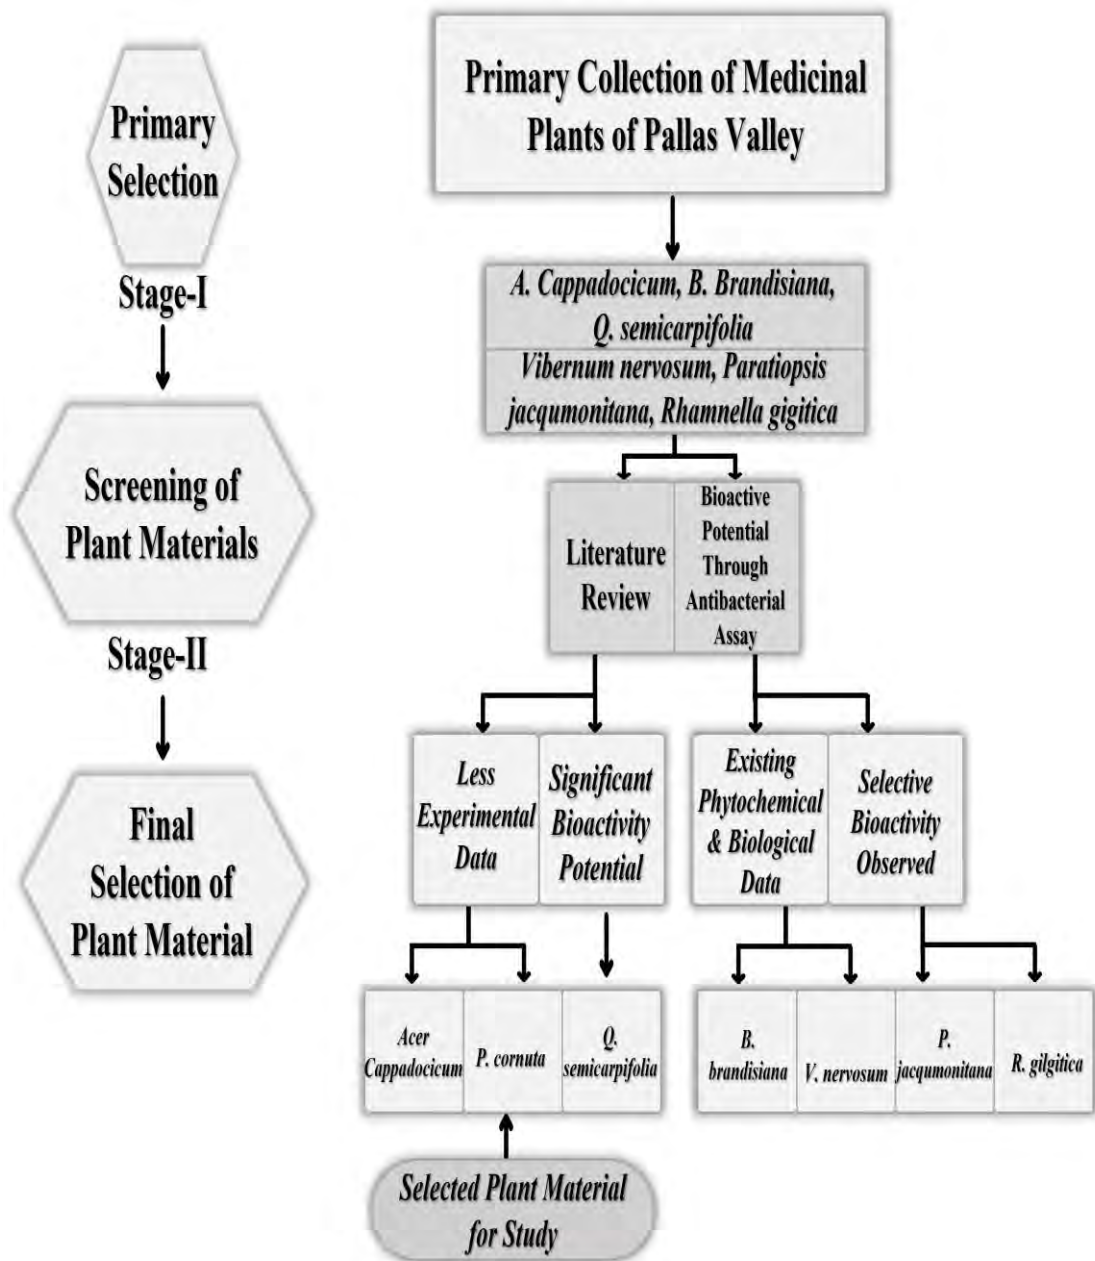 Primary
Selection
Stage-I
Screening of
Plant Materials
Stage-II
Final
Selection of
Plant Material
Primary Collection of Medicinal
Plants of Pallas Valley
A. Cappadocicum, B. Brandisiana,
Q. semicarpifolia
Vibernum nervosum, Paratiopsis
jacqumonitana, Rhamnella gigitica
Literature
Review
Bioactive
Potential
Through
Antibacterial
Assay
Less
Experimental
Data
Significant
Bioactivity
Potential
Existing
Phytochemical
& Biological
Data
Selective
Bioactivity
Observed
Acer
Cappadocicum
P. cornuta
Q.
semicarpifolia
B.
brandisiana
V. nervosum
P.
jacqumonitana
R. gilgitica
Selected Plant Material
for Study